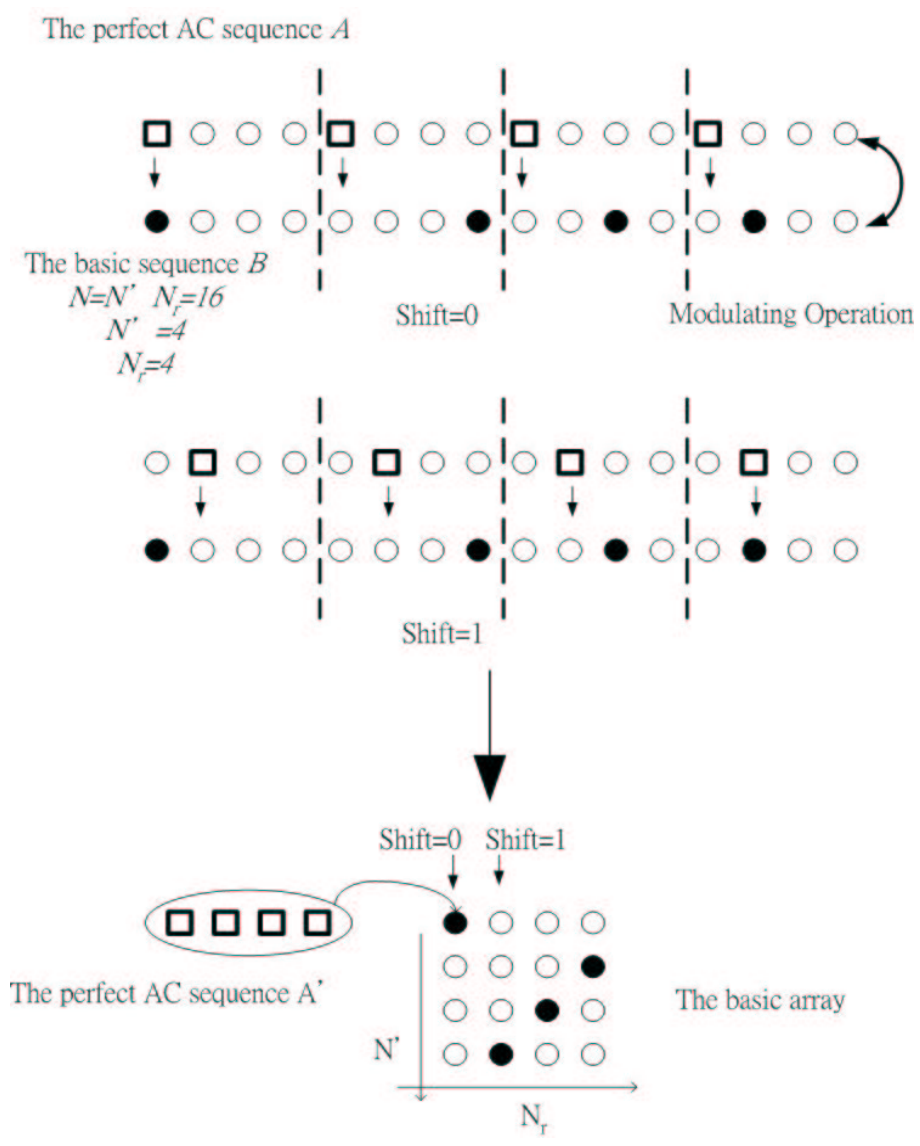 The perfect AC sequence A
The basic sequence B
N=N' N_r=16
N' =4
N_r=4
Shift=0
Modulating Operation
Shift=1
Shift=0 Shift=1
The perfect AC sequence A'
The basic array
N'
N_r